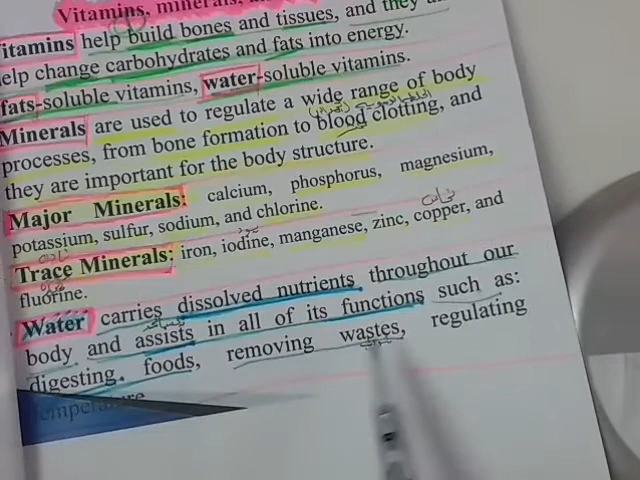 Vitamins, minerals,
Vitamins help build bones and tissues, and they
help change carbohydrates and fats into energy.
fats-soluble vitamins, water-soluble vitamins.
Minerals are used to regulate a wide range of body
processes, from bone formation to blood clotting, and
they are important for the body structure.
Major Minerals: calcium, phosphorus, magnesium,
potassium, sulfur, sodium, and chlorine.
نحاس
Trace Minerals: iron, iodine, manganese, zinc, copper, and
fluorine.
Water carries dissolved nutrients throughout our
body and assists in all of its functions such as:
digesting foods, removing wastes, regulating
temperature